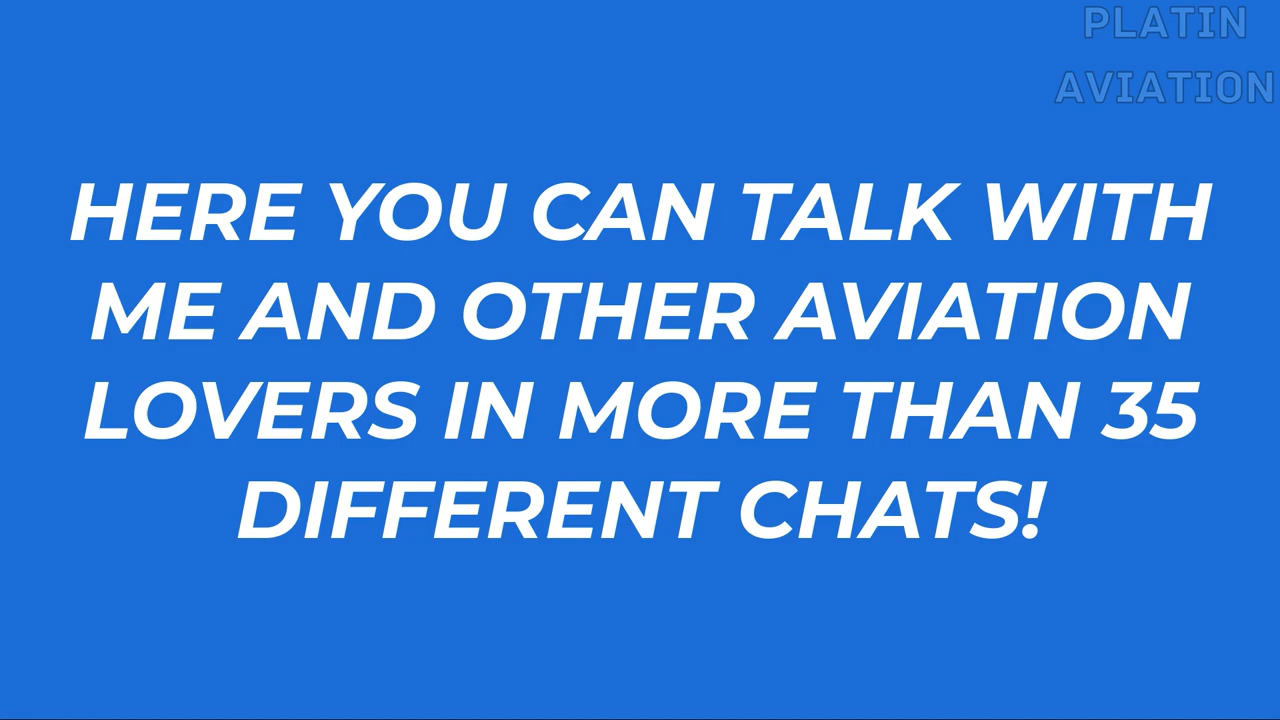 PLATIN
AVIATION
HERE YOU CAN TALK WITH
ME AND OTHER AVIATION
LOVERS IN MORE THAN 35
DIFFERENT CHATS!